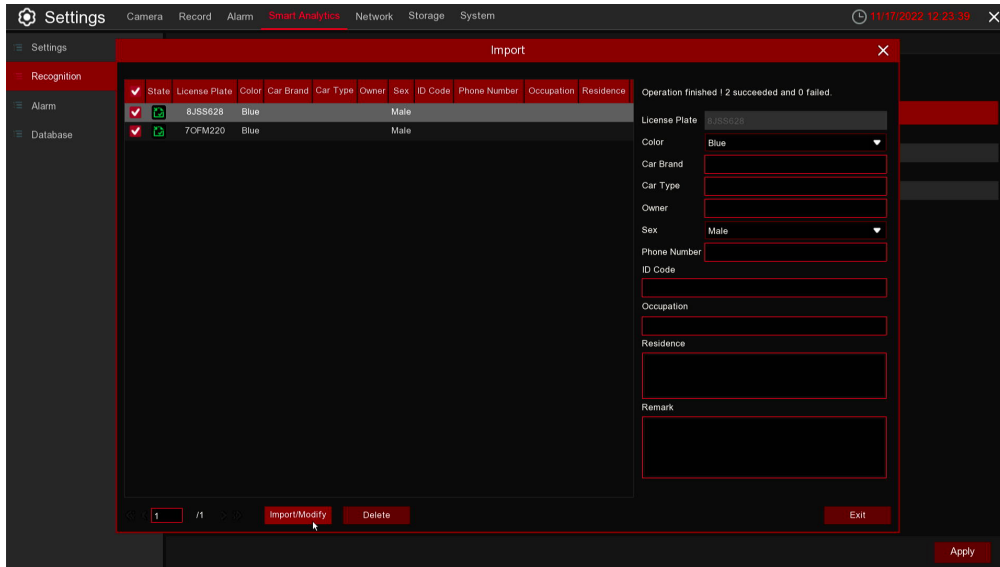 Settings Camera Record Alarm Smart Analytics Network Storage System 11/17/2022 12:23:39
Settings
Recognition
Alarm
Database
Import
State License Plate Color Car Brand Car Type Owner Sex ID Code Phone Number Occupation Residence
8JSS628 Blue Male
7OFM220 Blue Male
Operation finished ! 2 succeeded and 0 failed.
License Plate 8JSS628
Color Blue
Car Brand
Car Type
Owner
Sex Male
Phone Number
ID Code
Occupation
Residence
Remark
1 /1 Import/Modify Delete Exit
Apply